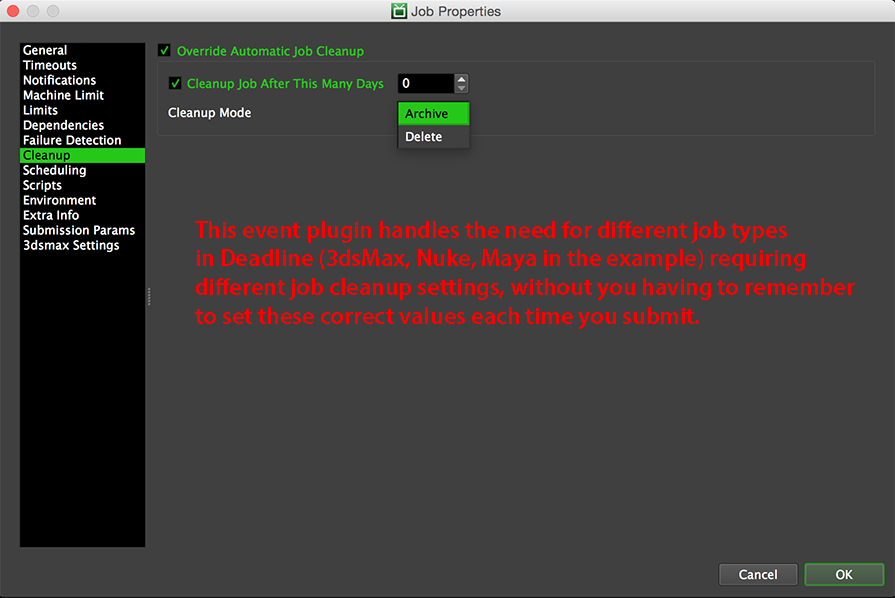 Job Properties
General
Timeouts
Notifications
Machine Limit
Limits
Dependencies
Failure Detection
Cleanup
Scheduling
Scripts
Environment
Extra Info
Submission Params
3dsmax Settings
Override Automatic Job Cleanup
Cleanup Job After This Many Days 0
Cleanup Mode
Archive
Delete
This event plugin handles the need for different job types
in Deadline (3dsMax, Nuke, Maya in the example) requiring
different job cleanup settings, without you having to remember
to set these correct values each time you submit.
Cancel
OK